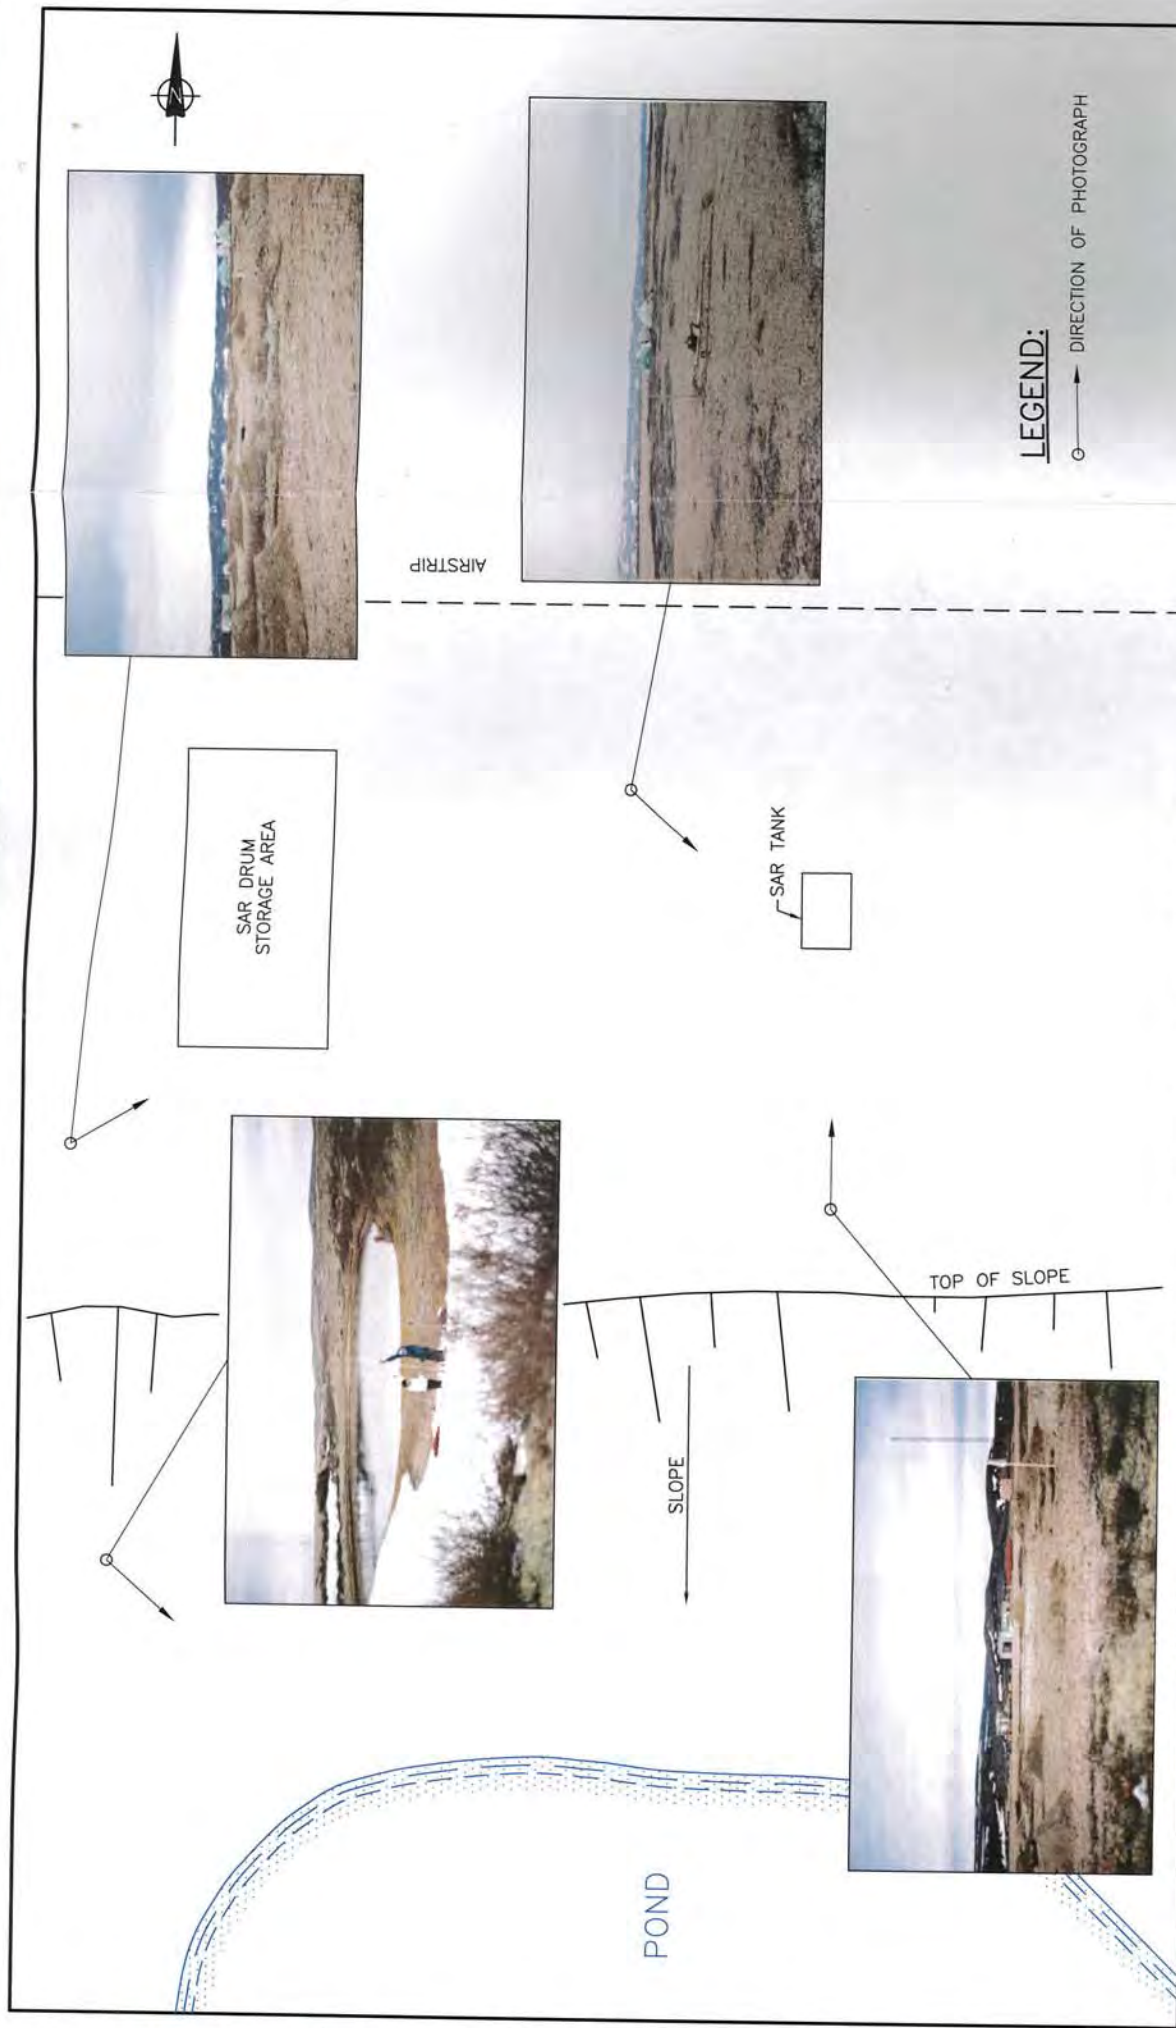 N
AIRSTRIP
SAR DRUM
STORAGE AREA
SAR TANK
TOP OF SLOPE
SLOPE
POND
LEGEND:
DIRECTION OF PHOTOGRAPH